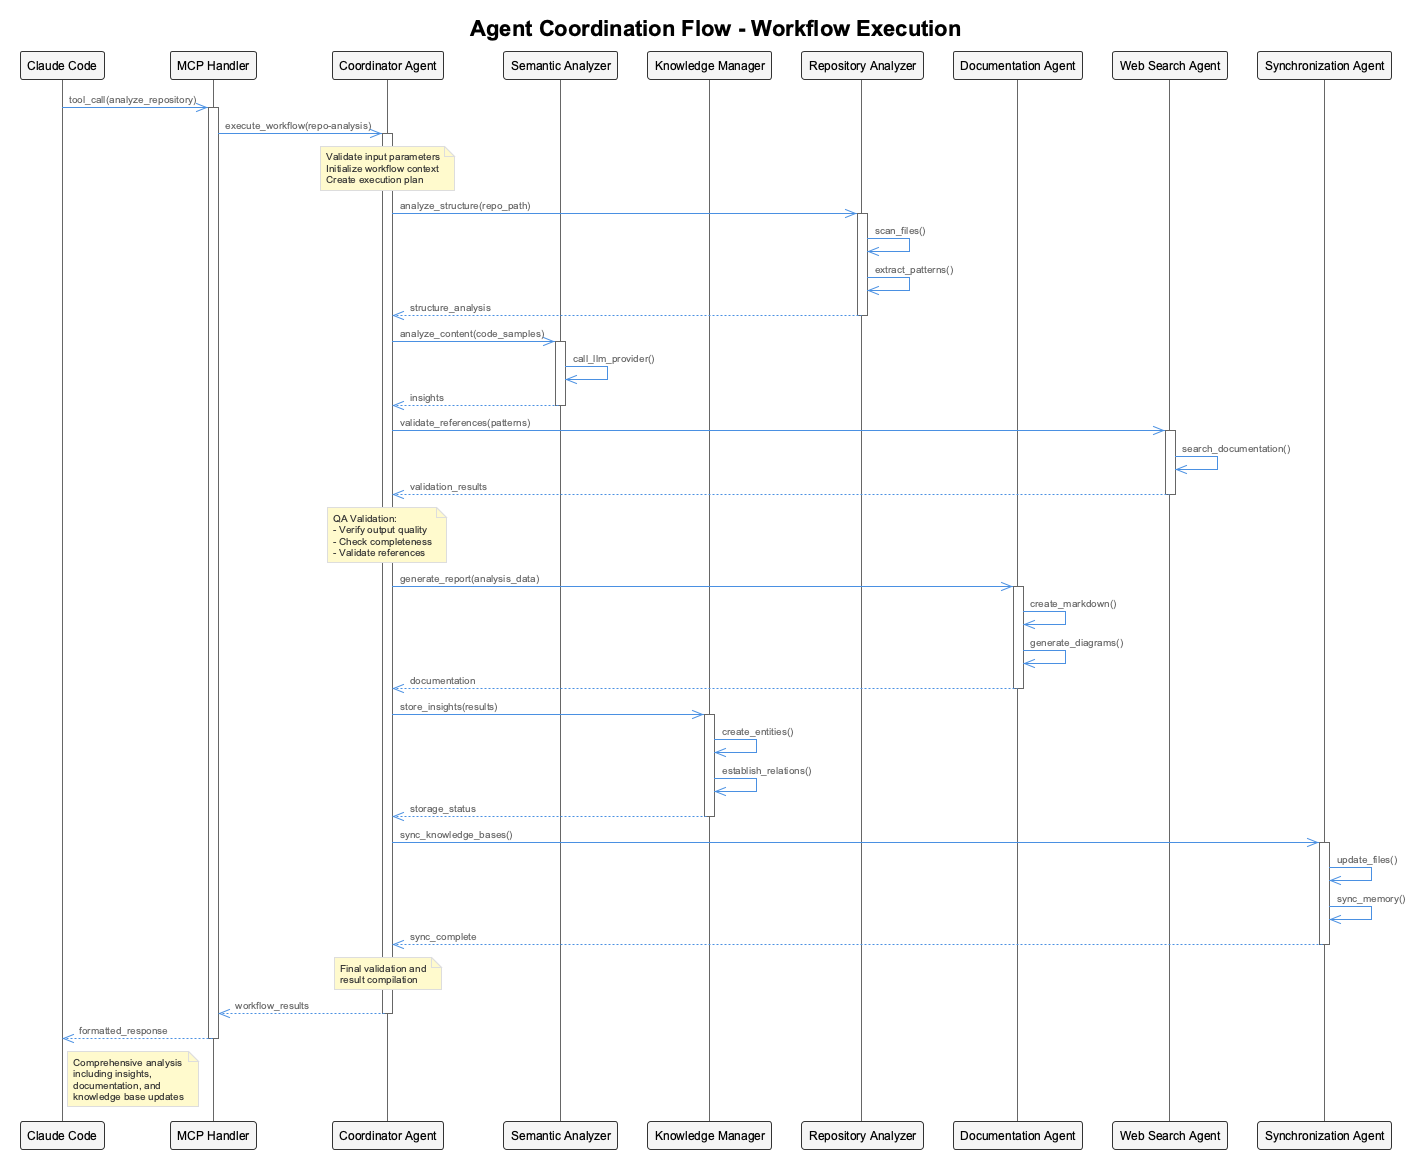 Agent Coordination Flow - Workflow Execution
Claude Code
MCP Handler
Coordinator Agent
Semantic Analyzer
Knowledge Manager
Repository Analyzer
Documentation Agent
Web Search Agent
Synchronization Agent
tool_call(analyze_repository)
execute_workflow(repo-analysis)
Validate input parameters
Initialize workflow context
Create execution plan
analyze_structure(repo_path)
scan_files()
extract_patterns()
structure_analysis
analyze_content(code_samples)
call_llm_provider()
insights
validate_references(patterns)
search_documentation()
validation_results
QA Validation:
- Verify output quality
- Check completeness
- Validate references
generate_report(analysis_data)
create_markdown()
generate_diagrams()
documentation
store_insights(results)
create_entities()
establish_relations()
storage_status
sync_knowledge_bases()
update_files()
sync_memory()
sync_complete
Final validation and
result compilation
workflow_results
formatted_response
Comprehensive analysis
including insights,
documentation, and
knowledge base updates
Claude Code
MCP Handler
Coordinator Agent
Semantic Analyzer
Knowledge Manager
Repository Analyzer
Documentation Agent
Web Search Agent
Synchronization Agent